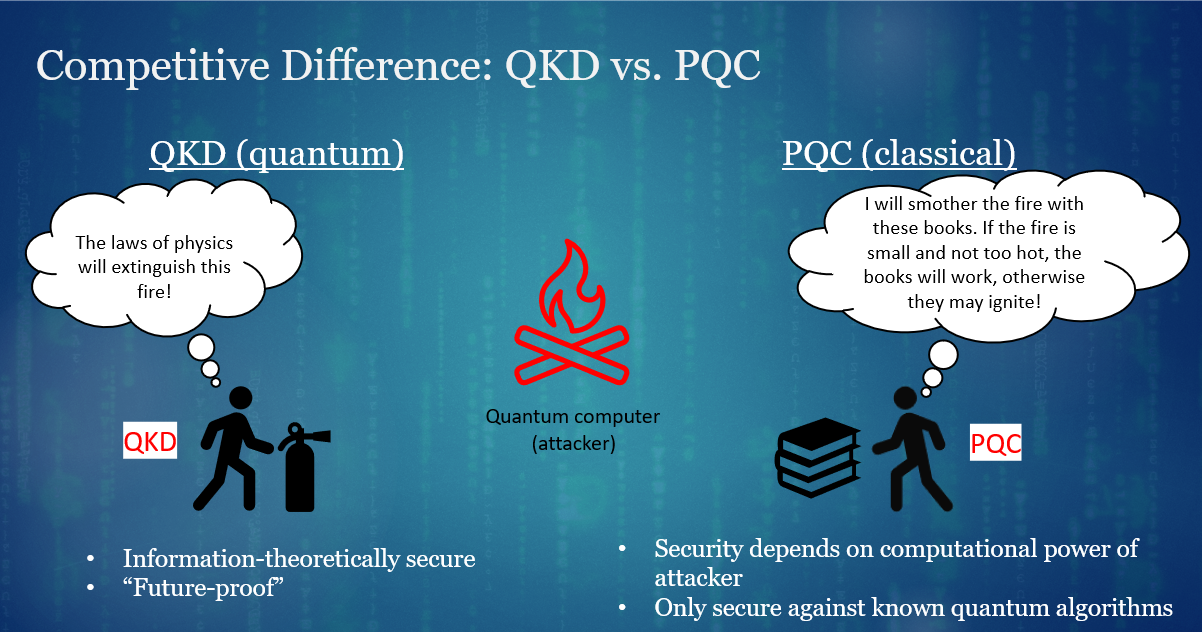 Competitive Difference: QKD vs. PQC
QKD (quantum)
The laws of physics
will extinguish this
fire!
QKD
• Information-theoretically secure
• “Future-proof”
Quantum computer
(attacker)
PQC (classical)
I will smother the fire with
these books. If the fire is
small and not too hot, the
books will work, otherwise
they may ignite!
PQC
• Security depends on computational power of
attacker
• Only secure against known quantum algorithms